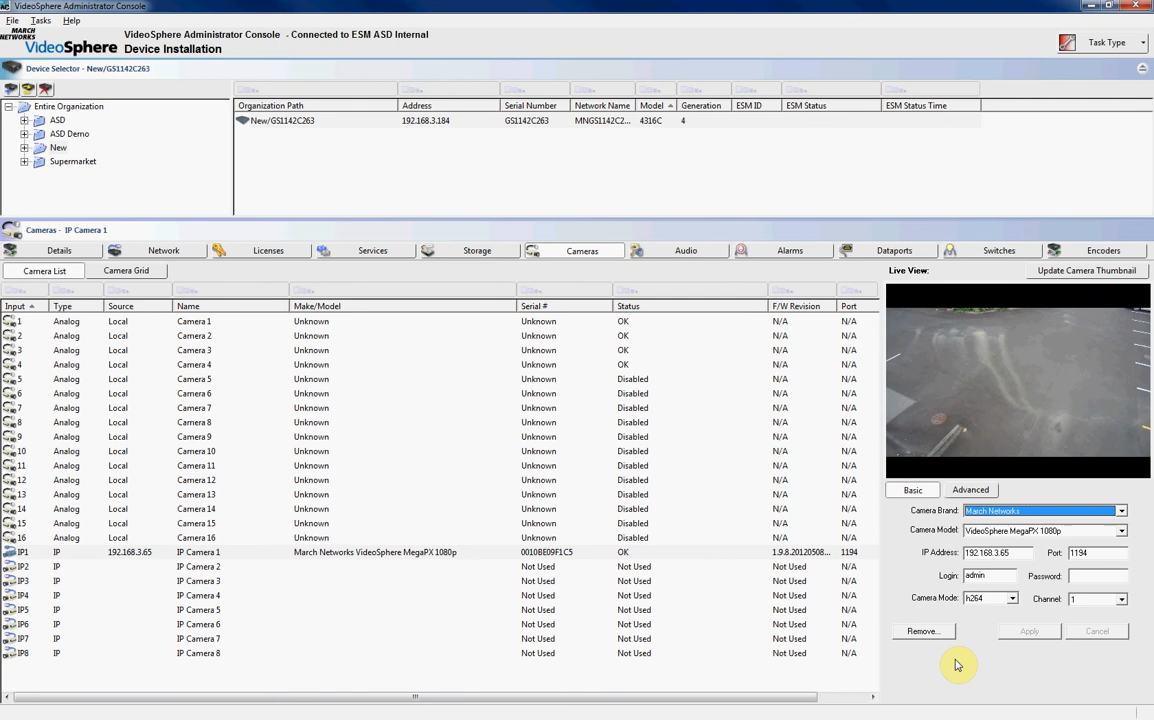 VideoSphere Administrator Console
File Tasks Help
MARCH NETWORKS
VideoSphere
VideoSphere Administrator Console - Connected to ESM ASD Internal
Device Installation
Task Type
Device Selector - New/GS1142C263
Organization Path Address Serial Number Network Name Model Generation ESM ID ESM Status ESM Status Time
New/GS1142C263 192.168.3.184 GS1142C263 MNGS1142C2... 4316C 4
Entire Organization
ASD
ASD Demo
New
Supermarket
Cameras - IP Camera 1
Details Network Licenses Services Storage Cameras Audio Alarms Dataports Switches Encoders
Camera List Camera Grid
Live View: Update Camera Thumbnail
Input Type Source Name Make/Model Serial # Status F/W Revision Port
1 Analog Local Camera 1 Unknown Unknown OK N/A N/A
2 Analog Local Camera 2 Unknown Unknown OK N/A N/A
3 Analog Local Camera 3 Unknown Unknown OK N/A N/A
4 Analog Local Camera 4 Unknown Unknown OK N/A N/A
5 Analog Local Camera 5 Unknown Unknown Disabled N/A N/A
6 Analog Local Camera 6 Unknown Unknown Disabled N/A N/A
7 Analog Local Camera 7 Unknown Unknown Disabled N/A N/A
8 Analog Local Camera 8 Unknown Unknown Disabled N/A N/A
9 Analog Local Camera 9 Unknown Unknown Disabled N/A N/A
10 Analog Local Camera 10 Unknown Unknown Disabled N/A N/A
11 Analog Local Camera 11 Unknown Unknown Disabled N/A N/A
12 Analog Local Camera 12 Unknown Unknown Disabled N/A N/A
13 Analog Local Camera 13 Unknown Unknown Disabled N/A N/A
14 Analog Local Camera 14 Unknown Unknown Disabled N/A N/A
15 Analog Local Camera 15 Unknown Unknown Disabled N/A N/A
16 Analog Local Camera 16 Unknown Unknown Disabled N/A N/A
IP1 IP 192.168.3.65 IP Camera 1 March Networks VideoSphere MegaPX 1080p 0010BE09F1C5 OK 1.9.8.20120508... 1194
IP2 IP IP Camera 2 Not Used Not Used Not Used N/A
IP3 IP IP Camera 3 Not Used Not Used Not Used N/A
IP4 IP IP Camera 4 Not Used Not Used Not Used N/A
IP5 IP IP Camera 5 Not Used Not Used Not Used N/A
IP6 IP IP Camera 6 Not Used Not Used Not Used N/A
IP7 IP IP Camera 7 Not Used Not Used Not Used N/A
IP8 IP IP Camera 8 Not Used Not Used Not Used N/A
Basic Advanced
Camera Brand: March Networks
Camera Model: VideoSphere MegaPX 1080p
IP Address: 192.168.3.65 Port: 1194
Login: admin Password:
Camera Mode: h264 Channel: 1
Remove... Apply Cancel